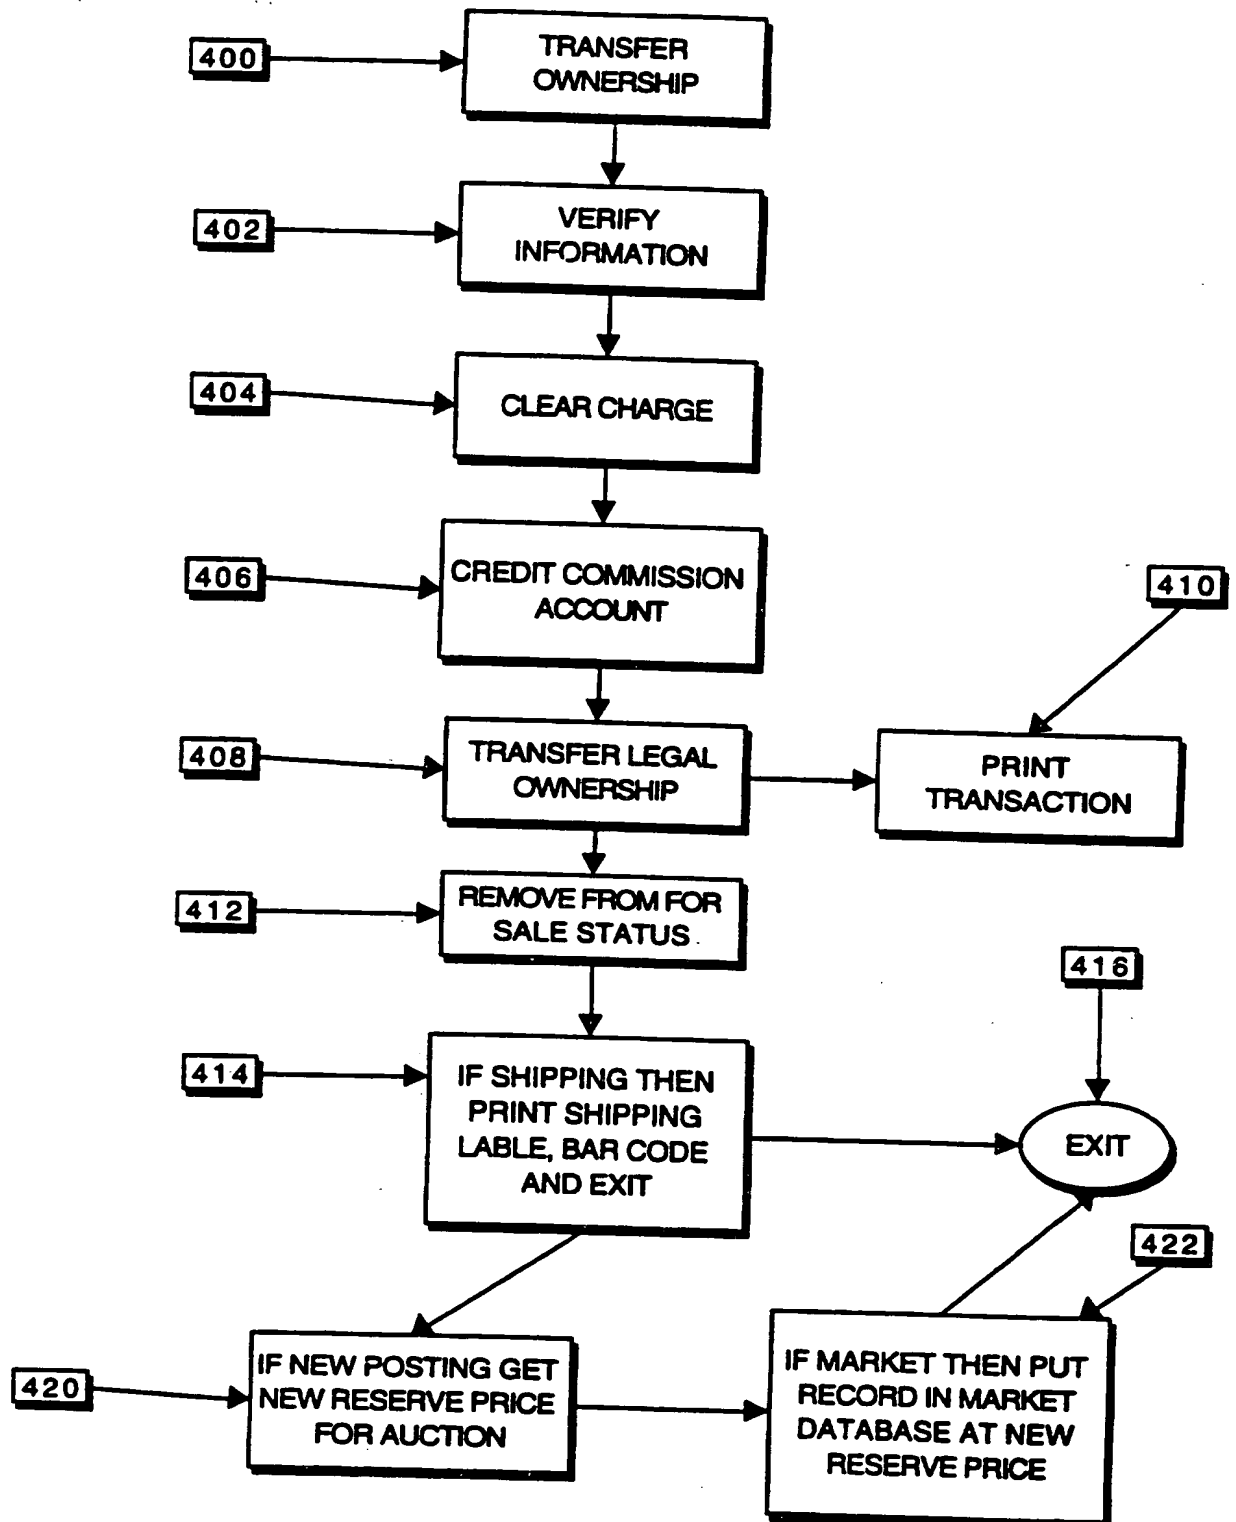 400
TRANSFER
OWNERSHIP
402
VERIFY
INFORMATION
404
CLEAR CHARGE
406
CREDIT COMMISSION
ACCOUNT
410
408
TRANSFER LEGAL
OWNERSHIP
PRINT
TRANSACTION
412
REMOVE FROM FOR
SALE STATUS
416
414
IF SHIPPING THEN
PRINT SHIPPING
LABLE, BAR CODE
AND EXIT
EXIT
422
420
IF NEW POSTING GET
NEW RESERVE PRICE
FOR AUCTION
IF MARKET THEN PUT
RECORD IN MARKET
DATABASE AT NEW
RESERVE PRICE